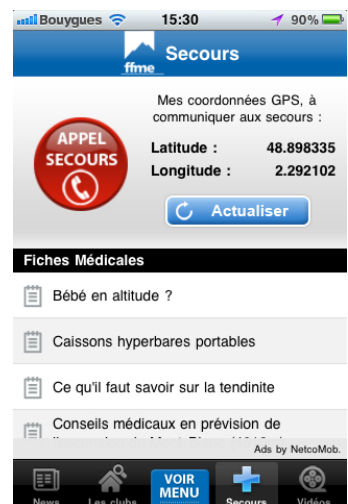 Bouygues 15:30 90%
ffme Secours
Mes coordonnées GPS, à
communiquer aux secours :
APPEL
SECOURS
Latitude : 48.898335
Longitude : 2.292102
Actualiser
Fiches Médicales
Bébé en altitude ?
Caissons hyperbares portables
Ce qu'il faut savoir sur la tendinite
Conseils médicaux en prévision de
Ads by NetcoMob.
VOIR
MENU
News Les clubs Secours Vidéos